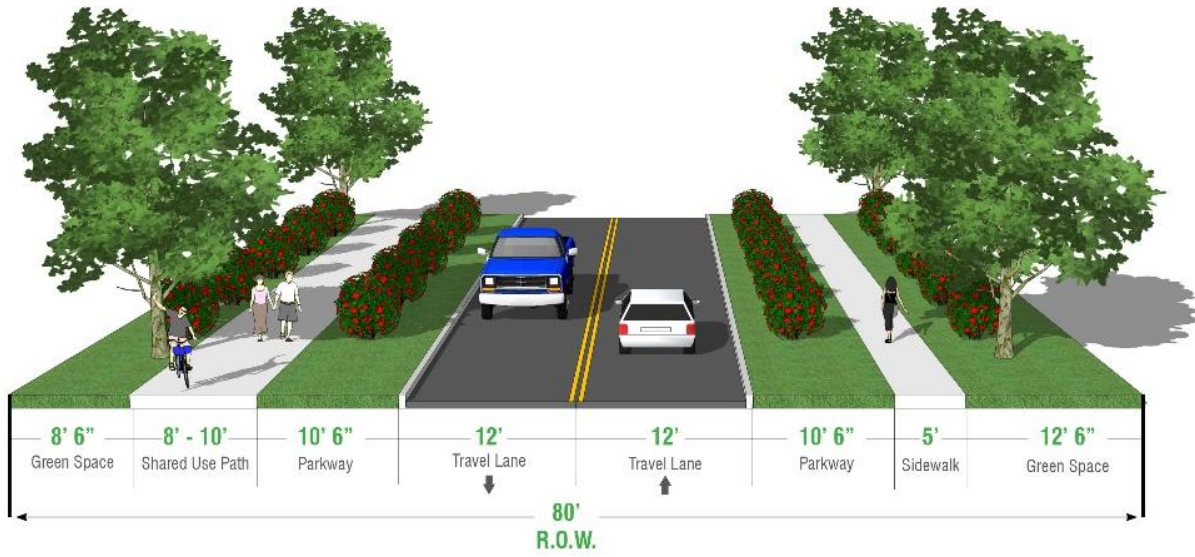 8’ 6”
Green Space
8’ - 10’
Shared Use Path
10’ 6”
Parkway
12’
Travel Lane
12’
Travel Lane
10’ 6”
Parkway
5’
Sidewalk
12’ 6”
Green Space
80’
R.O.W.